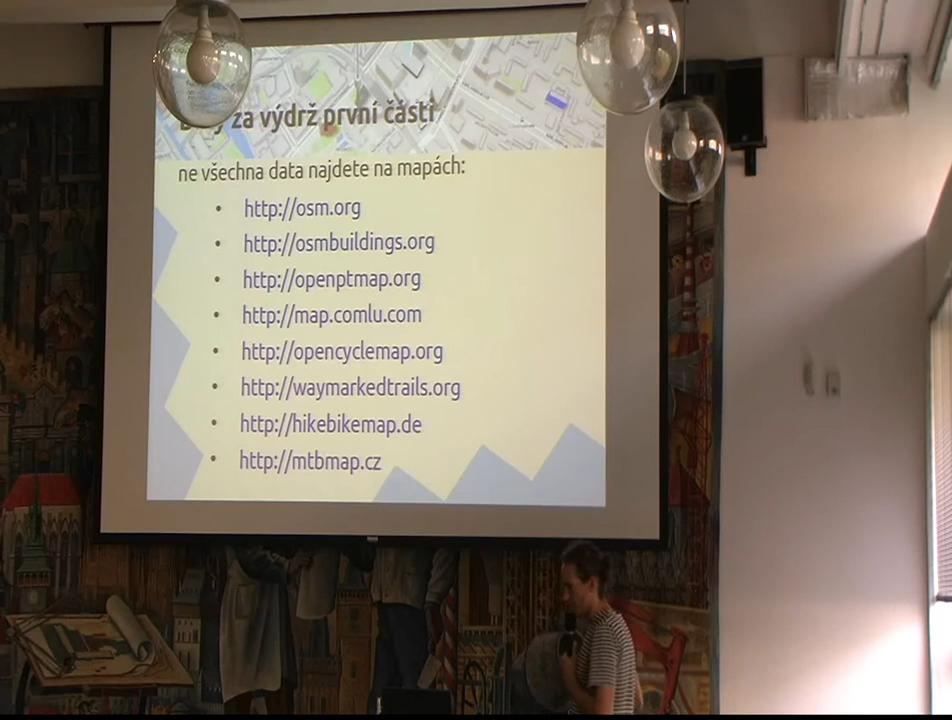 za výdrž první části
ne všechna data najdete na mapách:
• http://osm.org
• http://osmbuildings.org
• http://openptmap.org
• http://map.comlu.com
• http://opencyclemap.org
• http://waymarkedtrails.org
• http://hikebikemap.de
• http://mtbmap.cz